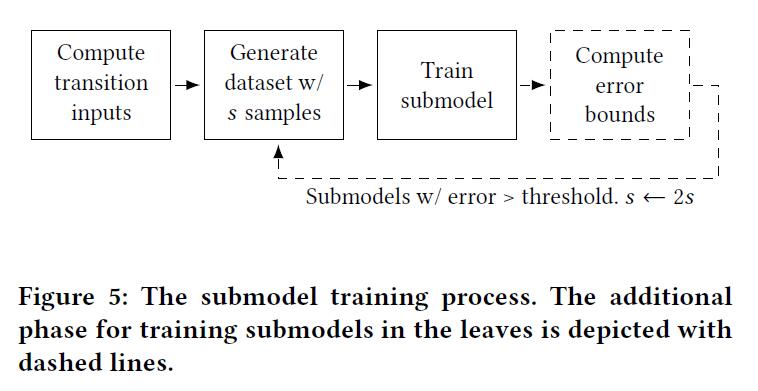 Compute
transition
inputs
Generate
dataset w/
s samples
Train
submodel
Compute
error
bounds
Submodels w/ error > threshold. s ← 2s
Figure 5: The submodel training process. The additional
phase for training submodels in the leaves is depicted with
dashed lines.